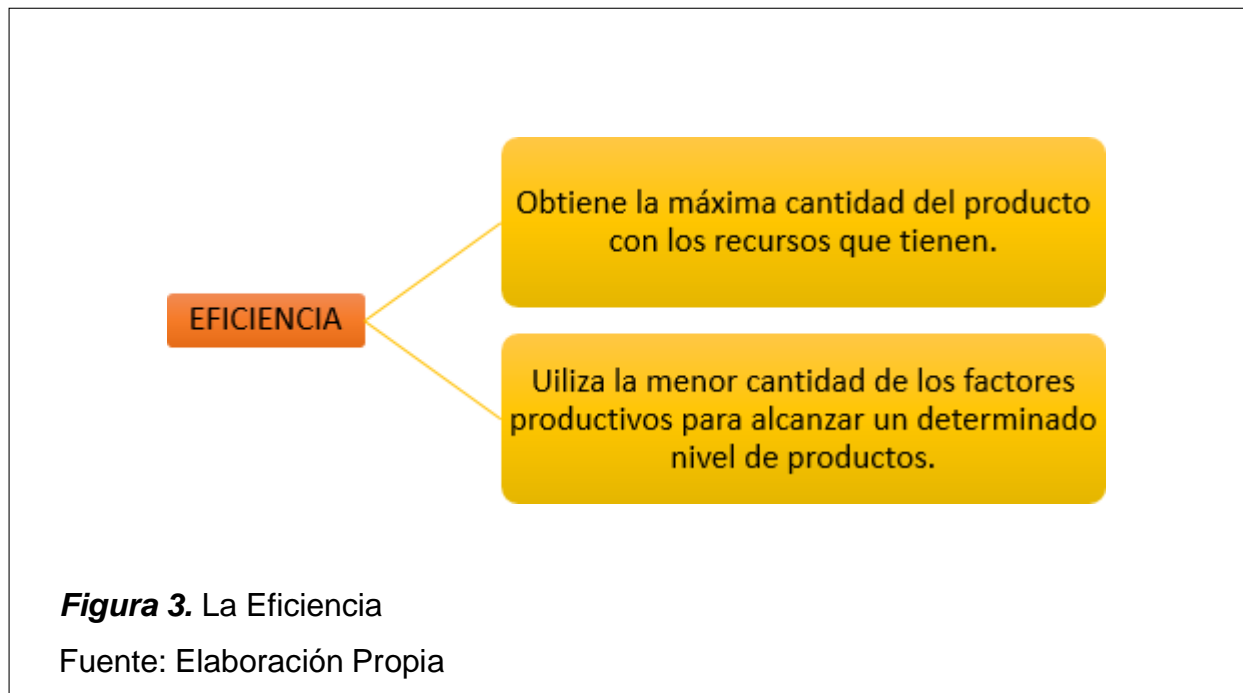 Obtiene la máxima cantidad del producto
con los recursos que tienen.
EFICIENCIA
Uiliza la menor cantidad de los factores
productivos para alcanzar un determinado
nivel de productos.
Figura 3. La Eficiencia
Fuente: Elaboración Propia